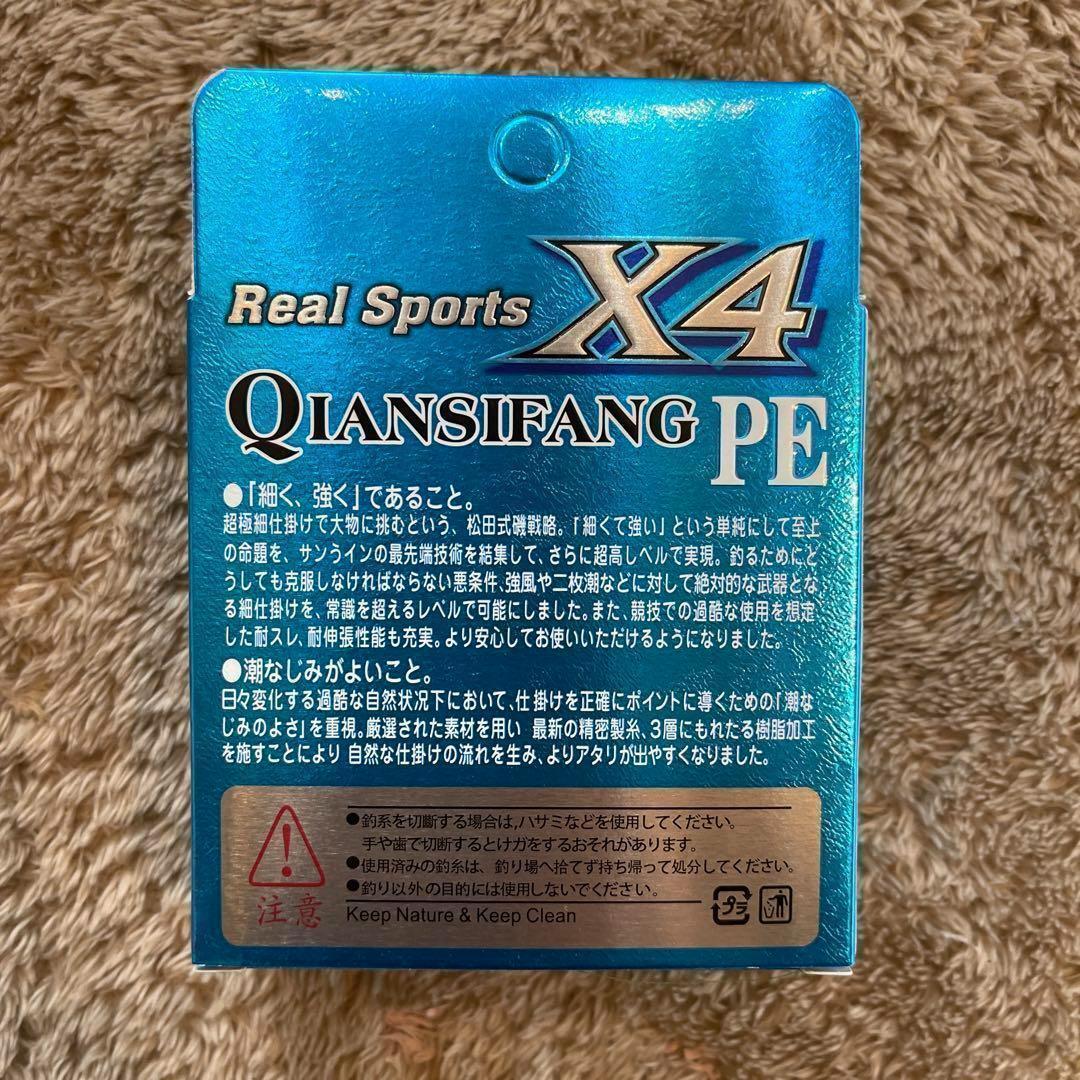 Real Sports X4
QIANSIFANG PE
●「細く、強く」であること。
超極細仕掛けで大物に挑むという、松田式磯戦略。「細くて強い」という単純にして至上
の命題を、サンうインの最先端技術を結集して、さらに超高しベルで実現。釣るためにど
うしても克服しなければならない悪条件、強風や二枚潮などに対して絶対的な武器とな
る細仕掛けを、常識を超えるレベルで可能にしました。また、競技での過酷な使用を想定
した耐スレ、耐伸張性能も充実。より安心してお使いいただけるようになりました。
●潮なじみがよいこと。
日々変化する過酷な自然状況下において、仕掛けを正確にポイントに導くための「潮な
じみのよさ」を重視。厳選された素材を用い 最新の精密製糸、3層にもれたる樹脂加工
を施すことにより 自然な仕掛けの流れを生み、よりアタリが出やすくなりました。
●釣系を切斷する場合は,ハサミなどを使用してください。
手や歯で切断するとけがをするおそれがあります。
●使用済みの釣糸は、釣り場へ捨てず持ち帰って処分してください。
●釣り以外の目的には使用しないでください。
注意
Keep Nature & Keep Clean
プラ